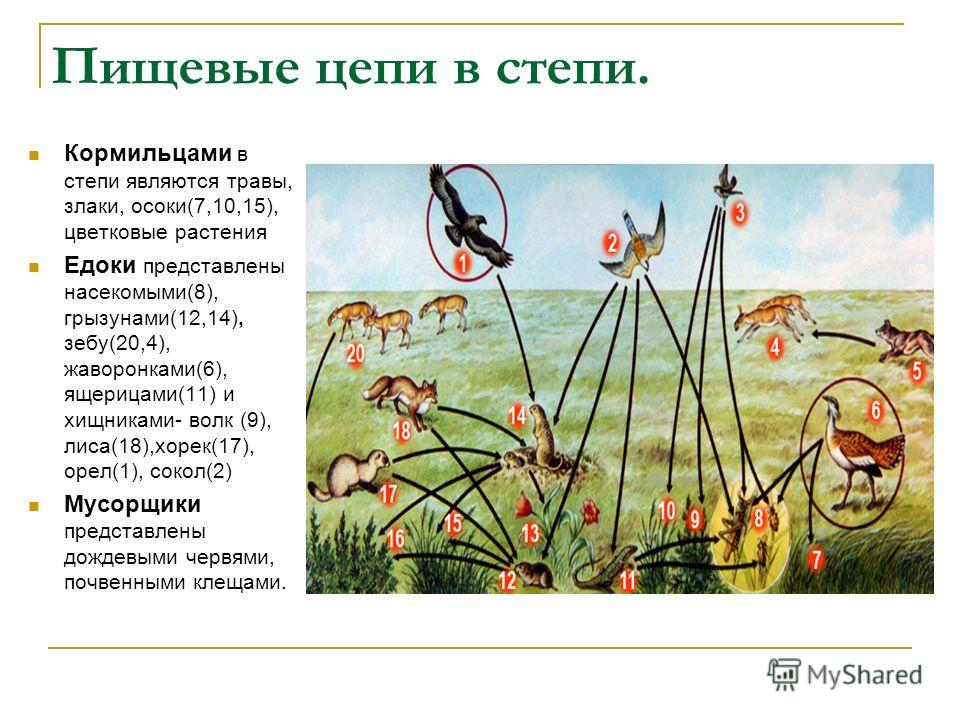 Пищевые цепи в степи.
Кормильцами в
степи являются травы,
злаки, осоки(7,10,15),
цветковые растения
Едоки представлены
насекомыми(8),
грызунами(12,14),
зебу(20,4),
жаворонками(6),
ящерицами(11) и
хищниками- волк (9),
лиса(18),хорек(17),
орел(1), сокол(2)
Мусорщики
представлены
дождевыми червями,
почвенными клещами.
1
2
3
4
5
6
20
18
14
17
16
15
13
12
11
10
9
8
7
MyShared